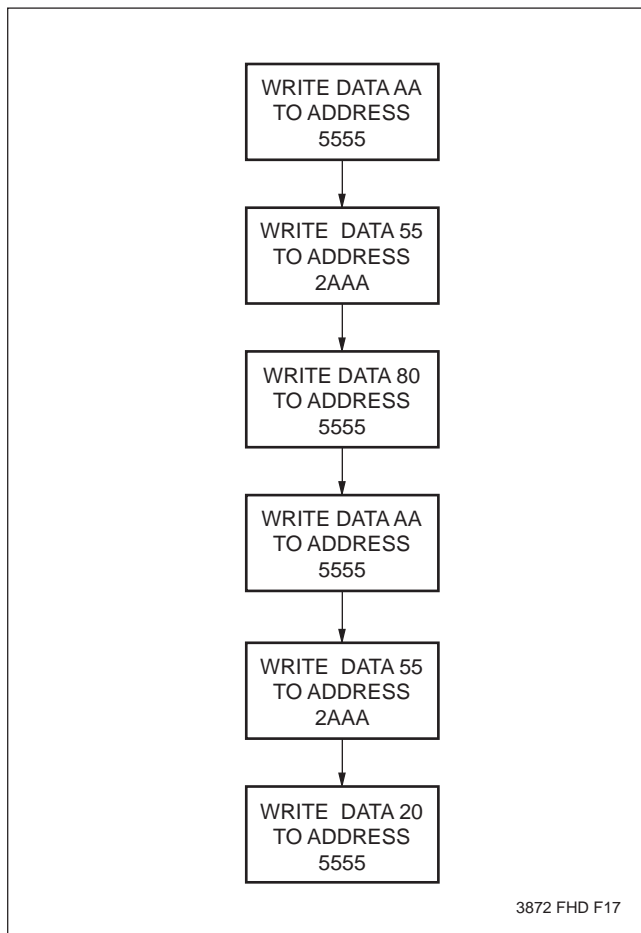 WRITE DATA AA
TO ADDRESS
5555
WRITE DATA 55
TO ADDRESS
2AAA
WRITE DATA 80
TO ADDRESS
5555
WRITE DATA AA
TO ADDRESS
5555
WRITE DATA 55
TO ADDRESS
2AAA
WRITE DATA 20
TO ADDRESS
5555
3872 FHD F17